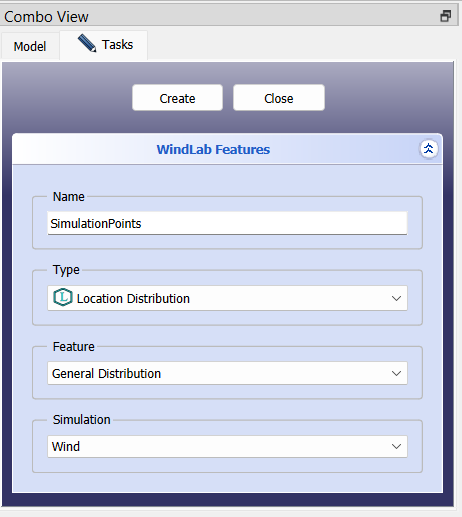 Combo View
Model
Tasks
Create
Close
WindLab Features
Name
SimulationPoints
Type
L Location Distribution
Feature
General Distribution
Simulation
Wind